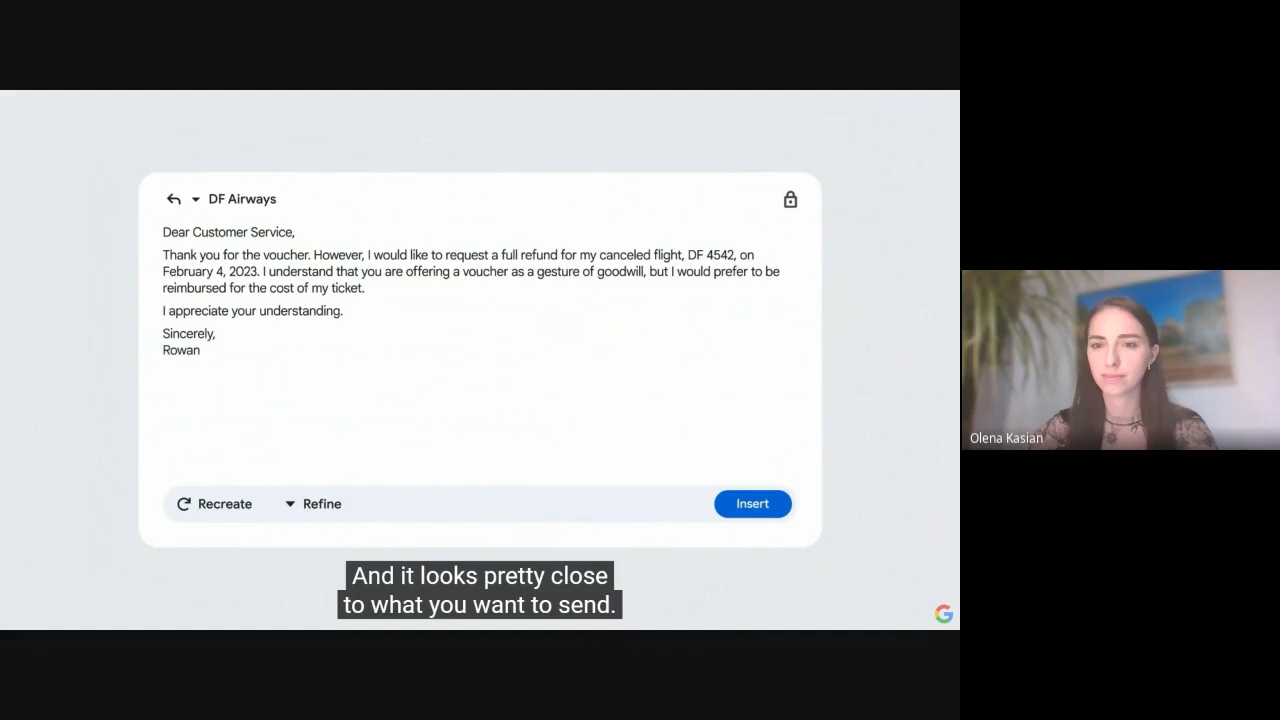 DF Airways
Dear Customer Service,
Thank you for the voucher. However, I would like to request a full refund for my canceled flight, DF 4542, on
February 4, 2023. I understand that you are offering a voucher as a gesture of goodwill, but I would prefer to be
reimbursed for the cost of my ticket.
I appreciate your understanding.
Sincerely,
Rowan
Recreate
Refine
Insert
And it looks pretty close
to what you want to send.
Olena Kasian